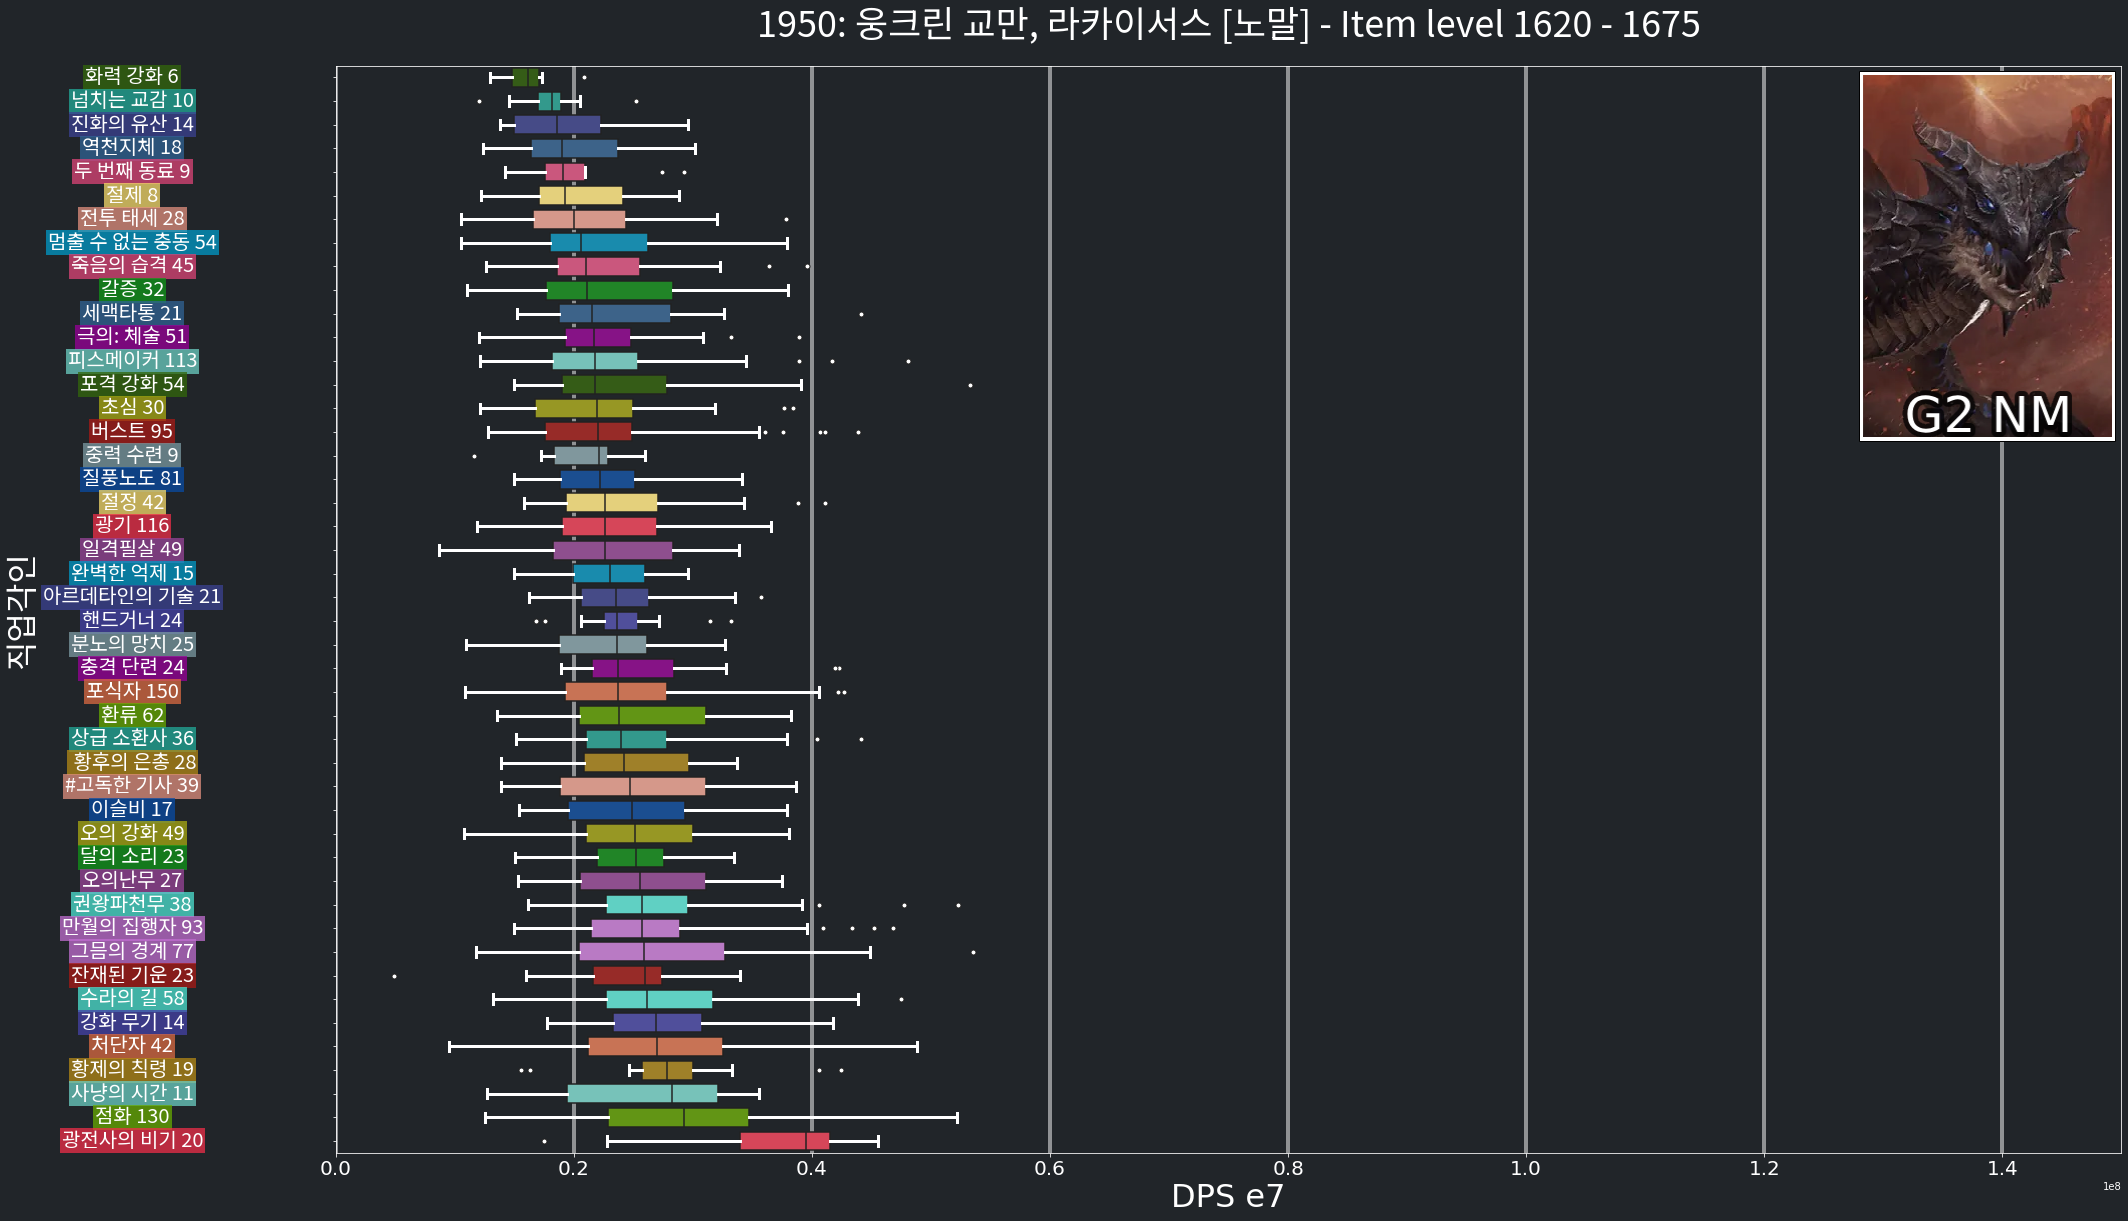 1950: 웅크린 교만, 라카이서스 [노말] - Item level 1620 - 1675
화력 강화 6
넘치는 교감 10
진화의 유산 14
역천지체 18
두 번째 동료 9
절제 8
전투 태세 28
멈출 수 없는 충동 54
죽음의 습격 45
갈증 32
세맥타통 21
극의: 체술 51
피스메이커 113
포격 강화 54
초심 30
버스트 95
중력 수련 9
질풍노도 81
절정 42
광기 116
일격필살 49
완벽한 억제 15
아르데타인의 기술 21
핸드거너 24
분노의 망치 25
충격 단련 24
포식자 150
환류 62
상급 소환사 36
황후의 은총 28
#고독한 기사 39
이슬비 17
오의 강화 49
달의 소리 23
오의난무 27
권왕파천무 38
만월의 집행자 93
그믐의 경계 77
잔재된 기운 23
수라의 길 58
강화 무기 14
처단자 42
황제의 칙령 19
사냥의 시간 11
점화 130
광전사의 비기 20
직업각인
G2 NM
0.0 0.2 0.4 0.6 0.8 1.0 1.2 1.4
1e8
DPS e7